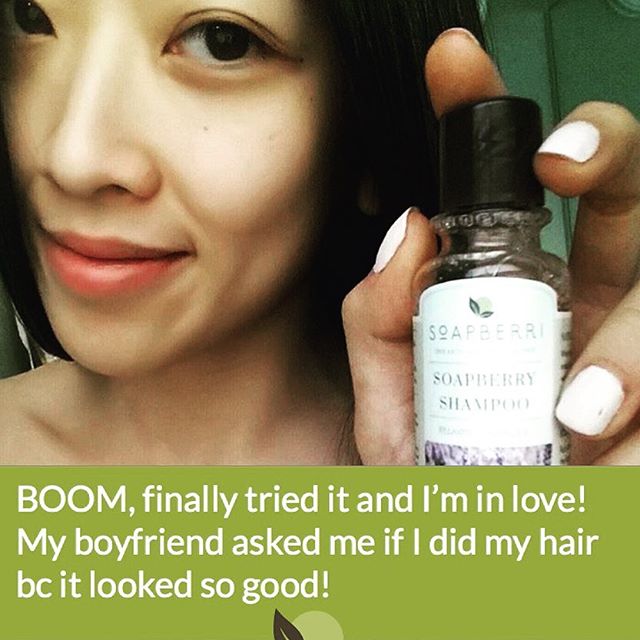 SOAPBERRI
SOAPBERRY
SHAMPOO
BOOM, finally tried it and I’m in love!
My boyfriend asked me if I did my hair
bc it looked so good!